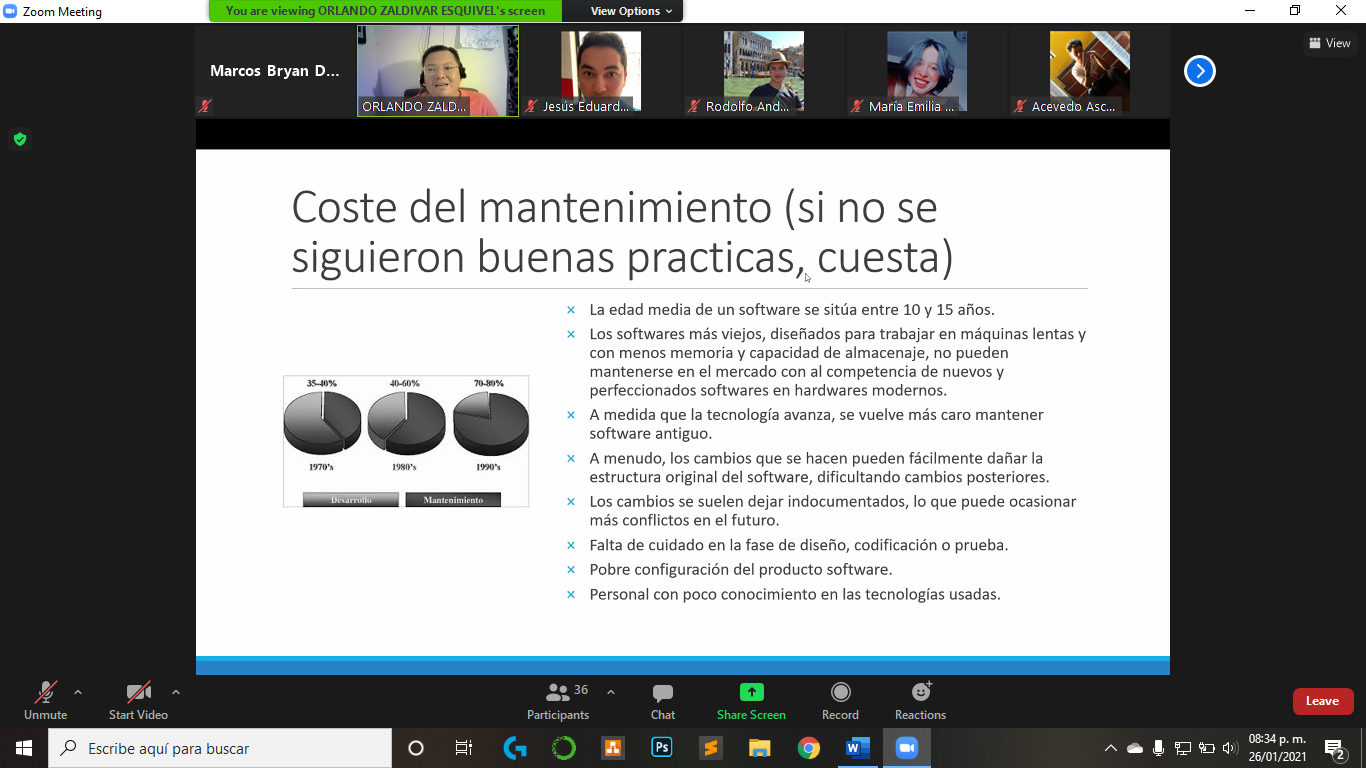 Zoom Meeting
You are viewing ORLANDO ZALDIVAR ESQUIVEL's screen
View Options
View
Marcos Bryan D...
ORLANDO ZALD...
Jesús Eduard...
Rodolfo And...
María Emilia ...
Acevedo Asc...
Coste del mantenimiento (si no se
siguieron buenas practicas, cuesta)
35-40%
40-60%
70-80%
1970's
1980's
1990's
Desarrollo
Mantenimiento
× La edad media de un software se sitúa entre 10 y 15 años.
× Los softwares más viejos, diseñados para trabajar en máquinas lentas y
con menos memoria y capacidad de almacenaje, no pueden
mantenerse en el mercado con al competencia de nuevos y
perfeccionados softwares en hardwares modernos.
× A medida que la tecnología avanza, se vuelve más caro mantener
software antiguo.
× A menudo, los cambios que se hacen pueden fácilmente dañar la
estructura original del software, dificultando cambios posteriores.
× Los cambios se suelen dejar indocumentados, lo que puede ocasionar
más conflictos en el futuro.
× Falta de cuidado en la fase de diseño, codificación o prueba.
× Pobre configuración del producto software.
× Personal con poco conocimiento en las tecnologías usadas.
Unmute
Start Video
36
Participants
Chat
Share Screen
Record
Reactions
Leave
Escribe aquí para buscar
Ps
W
08:34 p. m.
26/01/2021
2